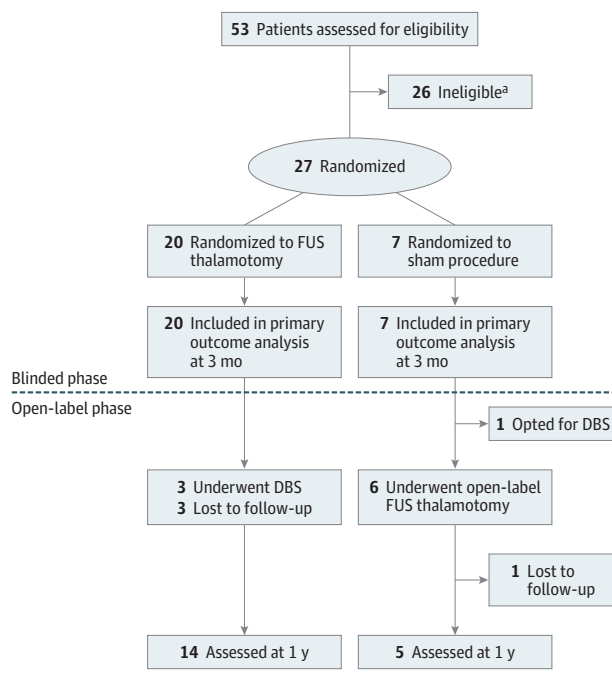 53 Patients assessed for eligibility
26 Ineligibleᵃ
27 Randomized
20 Randomized to FUS
thalamotomy
7 Randomized to
sham procedure
20 Included in primary
outcome analysis
at 3 mo
7 Included in primary
outcome analysis
at 3 mo
Blinded phase
Open-label phase
1 Opted for DBS
3 Underwent DBS
3 Lost to follow-up
6 Underwent open-label
FUS thalamotomy
1 Lost to
follow-up
14 Assessed at 1 y
5 Assessed at 1 y